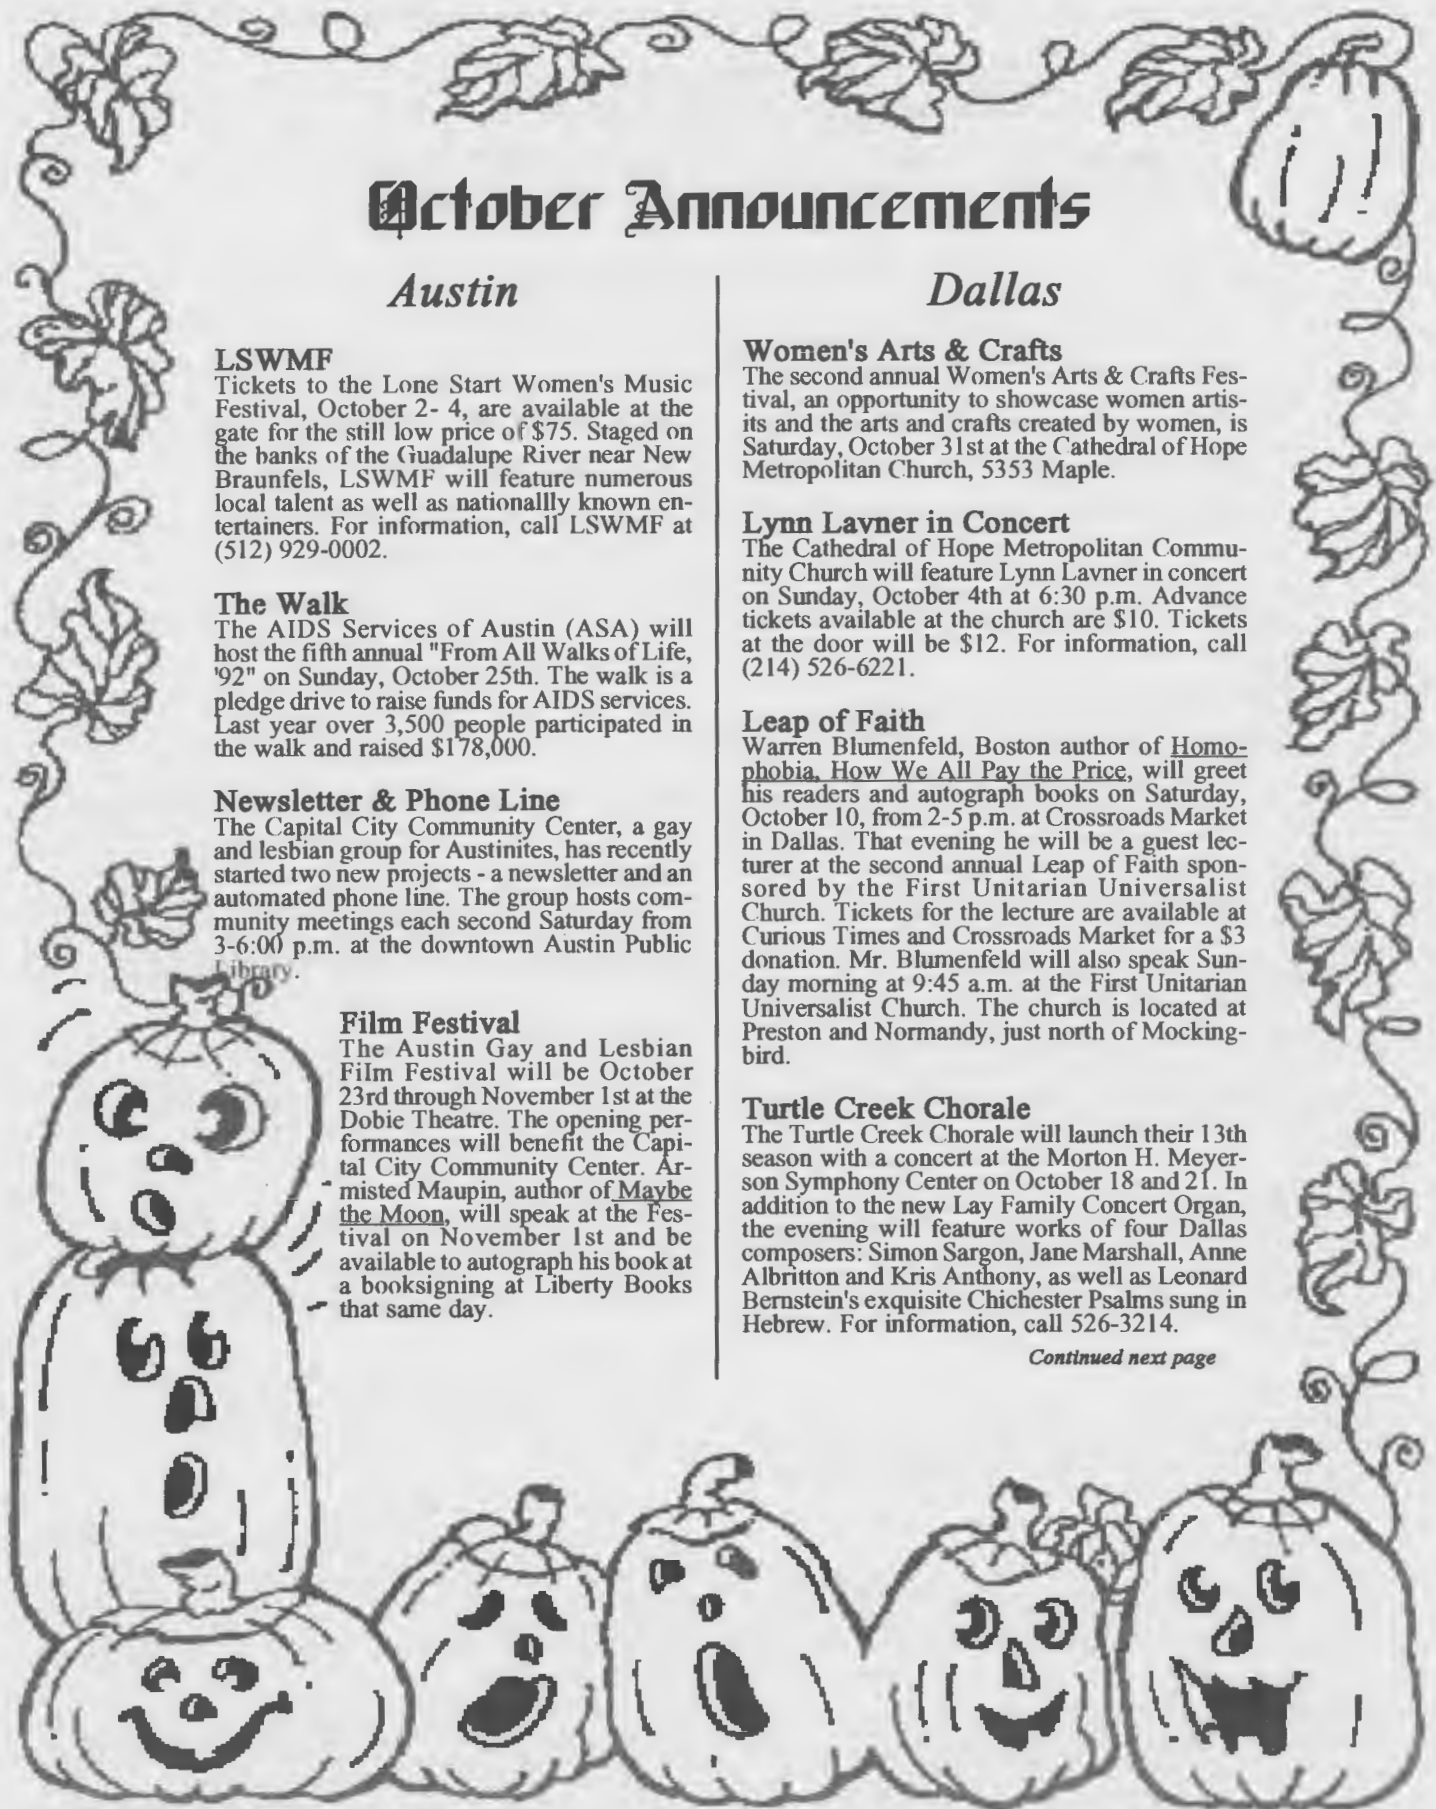 October Announcements
Austin
LSWMF
Tickets to the Lone Start Women's Music
Festival, October 2- 4, are available at the
gate for the still low price of $75. Staged on
the banks of the Guadalupe River near New
Braunfels, LSWMF will feature numerous
local talent as well as nationallly known en-
tertainers. For information, call LSWMF at
(512) 929-0002.
The Walk
The AIDS Services of Austin (ASA) will
host the fifth annual "From All Walks of Life,
'92" on Sunday, October 25th. The walk is a
pledge drive to raise funds for AIDS services.
Last year over 3,500 people participated in
the walk and raised $178,000.
Newsletter & Phone Line
The Capital City Community Center, a gay
and lesbian group for Austinites, has recently
started two new projects - a newsletter and an
automated phone line. The group hosts com-
munity meetings each second Saturday from
3-6:00 p.m. at the downtown Austin Public
Library.
Film Festival
The Austin Gay and Lesbian
Film Festival will be October
23rd through November 1st at the
Dobie Theatre. The opening per-
formances will benefit the Capi-
tal City Community Center. Ar-
misted Maupin, author of Maybe
the Moon, will speak at the Fes-
tival on November 1st and be
available to autograph his book at
a booksigning at Liberty Books
that same day.
Dallas
Women's Arts & Crafts
The second annual Women's Arts & Crafts Fes-
tival, an opportunity to showcase women artis-
its and the arts and crafts created by women, is
Saturday, October 31st at the Cathedral of Hope
Metropolitan Church, 5353 Maple.
Lynn Lavner in Concert
The Cathedral of Hope Metropolitan Commu-
nity Church will feature Lynn Lavner in concert
on Sunday, October 4th at 6:30 p.m. Advance
tickets available at the church are $10. Tickets
at the door will be $12. For information, call
(214) 526-6221.
Leap of Faith
Warren Blumenfeld, Boston author of Homo-
phobia, How We All Pay the Price, will greet
his readers and autograph books on Saturday,
October 10, from 2-5 p.m. at Crossroads Market
in Dallas. That evening he will be a guest lec-
turer at the second annual Leap of Faith spon-
sored by the First Unitarian Universalist
Church. Tickets for the lecture are available at
Curious Times and Crossroads Market for a $3
donation. Mr. Blumenfeld will also speak Sun-
day morning at 9:45 a.m. at the First Unitarian
Universalist Church. The church is located at
Preston and Normandy, just north of Mocking-
bird.
Turtle Creek Chorale
The Turtle Creek Chorale will launch their 13th
season with a concert at the Morton H. Meyer-
son Symphony Center on October 18 and 21. In
addition to the new Lay Family Concert Organ,
the evening will feature works of four Dallas
composers: Simon Sargon, Jane Marshall, Anne
Albritton and Kris Anthony, as well as Leonard
Bernstein's exquisite Chichester Psalms sung in
Hebrew. For information, call 526-3214.
Continued next page